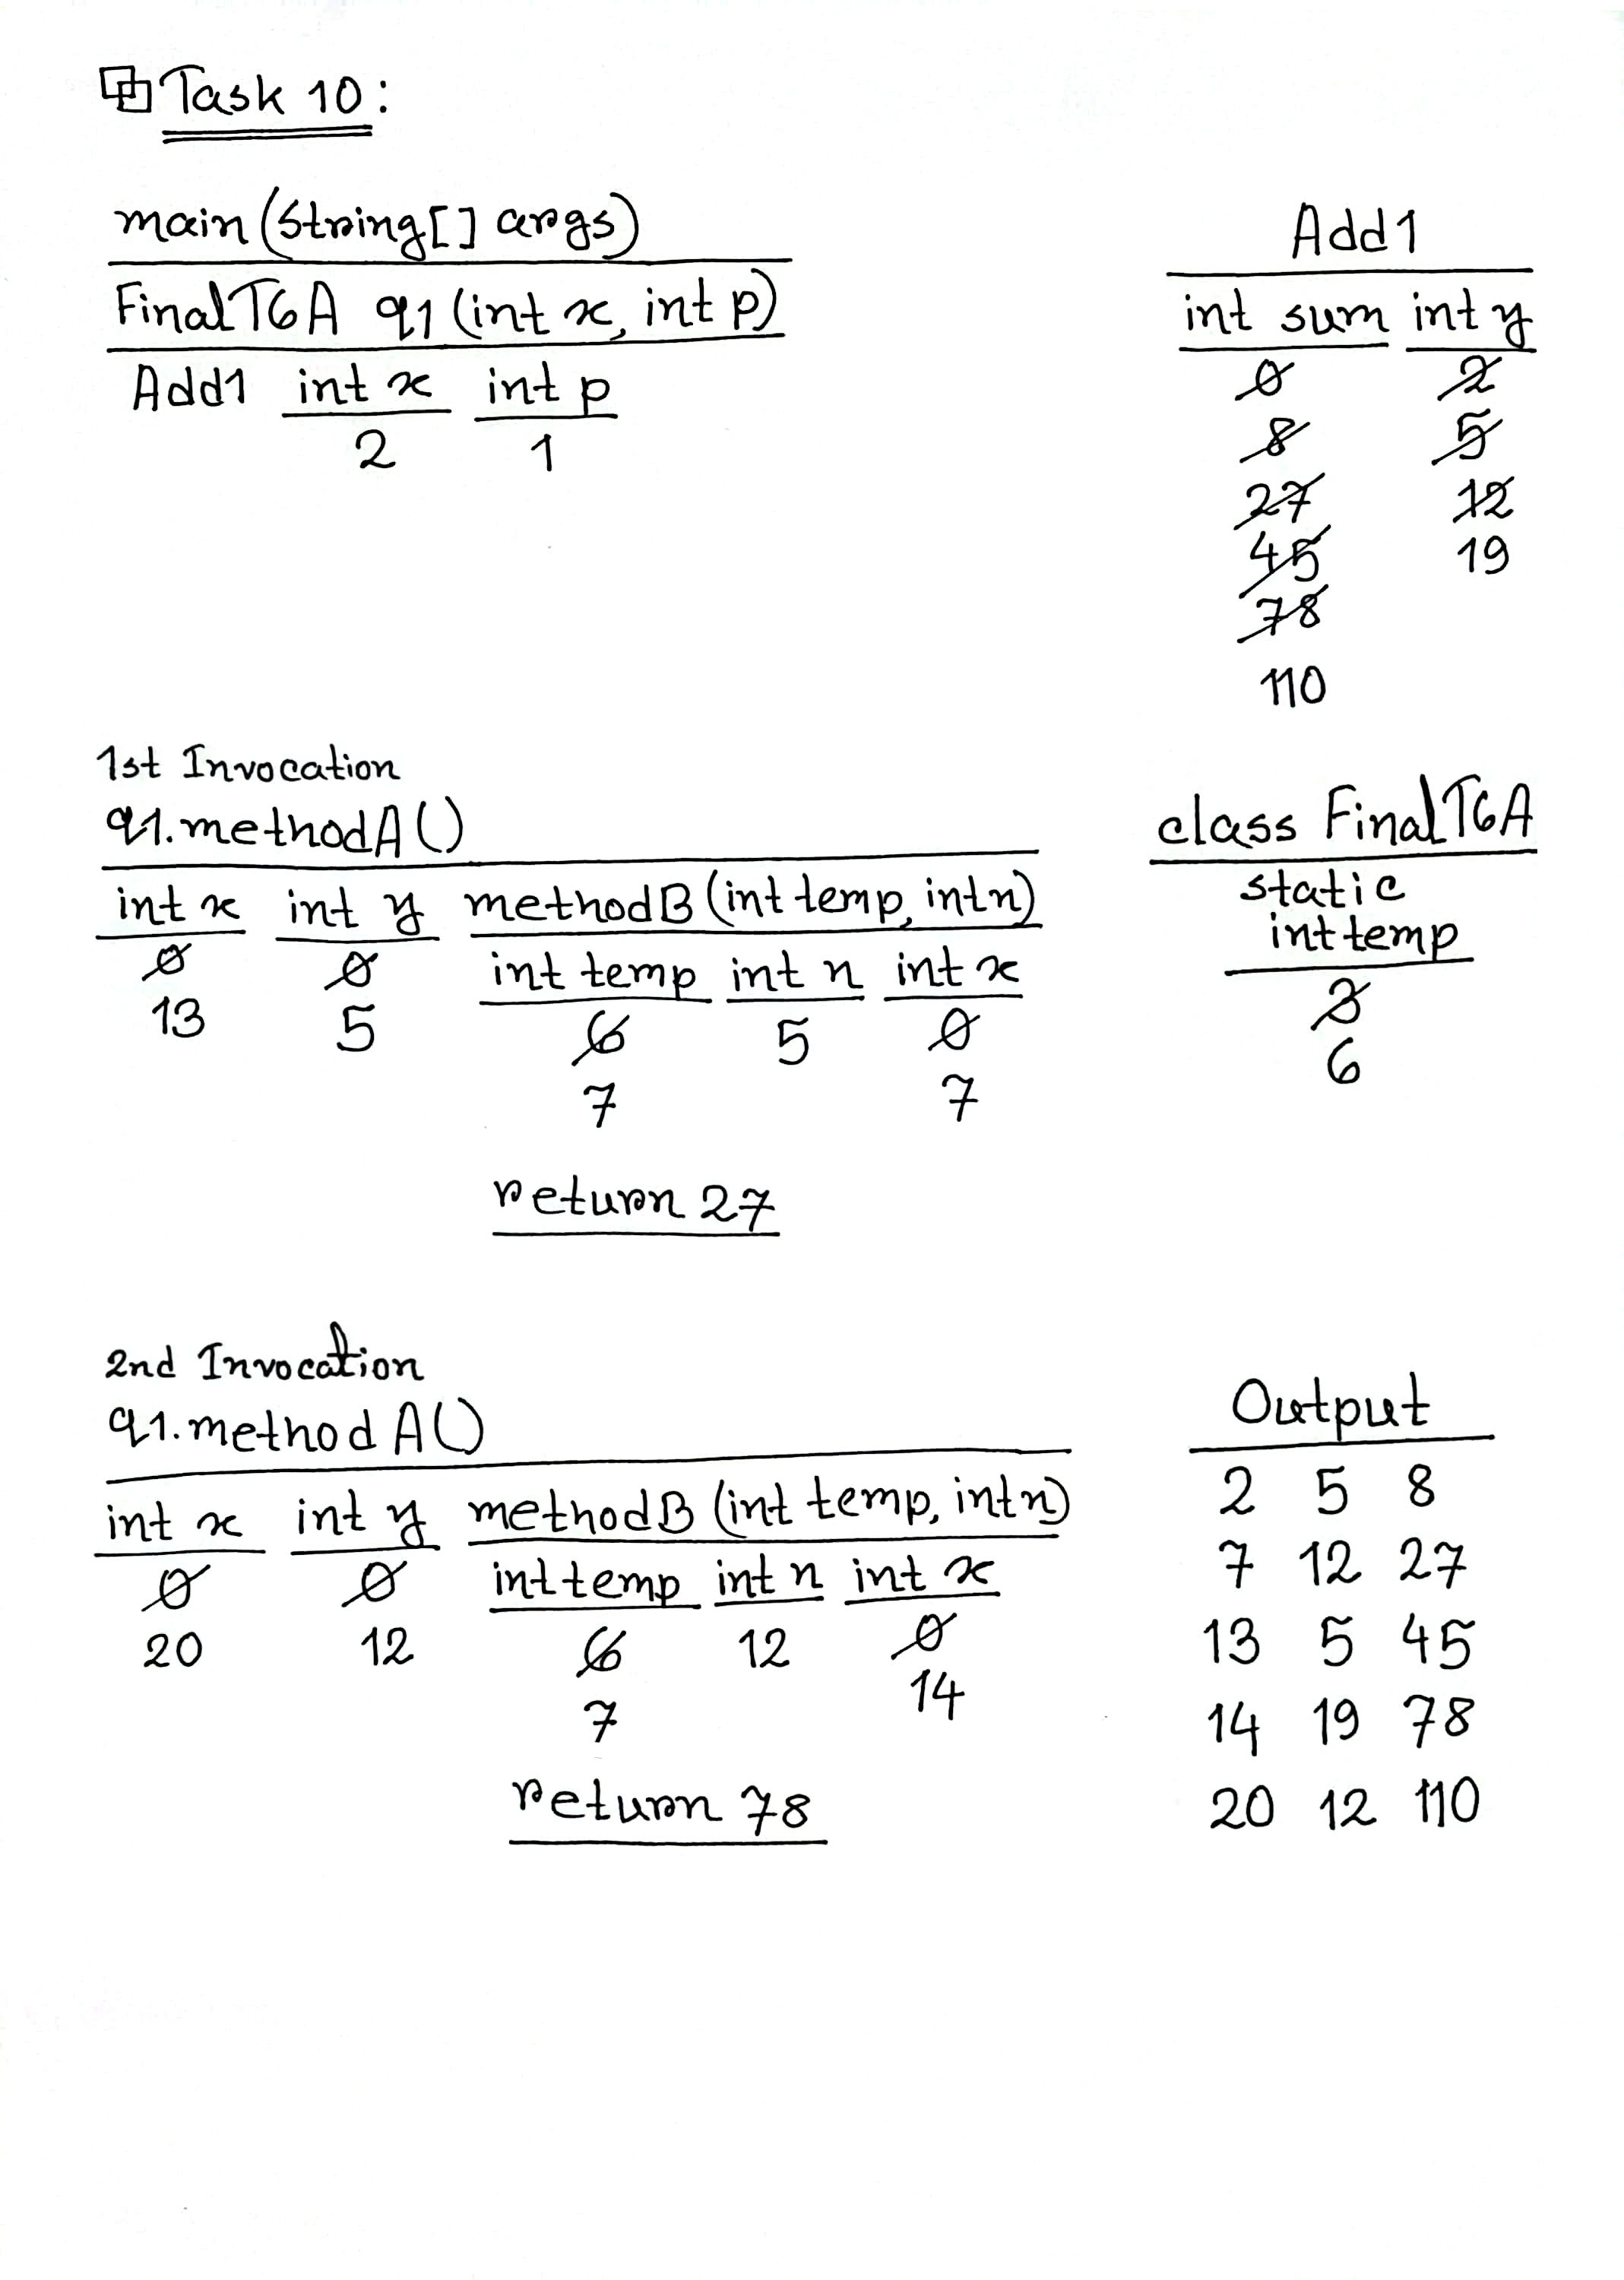 Task 10:
main(String[] args)
FinalT6A q1(int x, int p)
Add1 int x int p
2 1
Add1
int sum int y
0 2
8 5
27 12
45 19
78
110
1st Invocation
q1.methodA()
int x int y methodB(int temp, int n)
int temp int n int x
0 0
13 5
6 5 0
7 7
return 27
class FinalT6A
static
int temp
3
6
2nd Invocation
q1.methodA()
int x int y methodB(int temp, int n)
int temp int n int x
0 0
20 12
6 12 0
7 14
return 78
Output
2 5 8
7 12 27
13 5 45
14 19 78
20 12 110